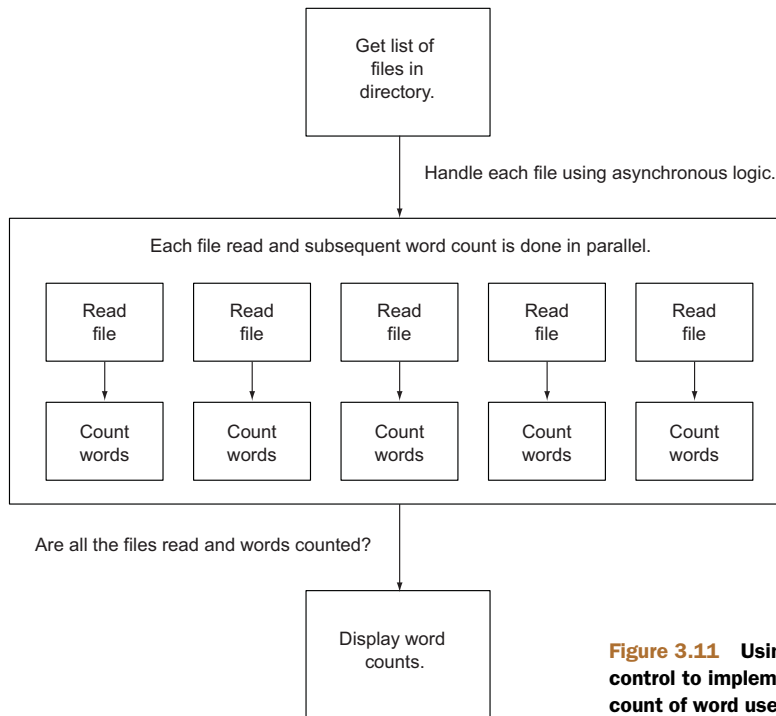 Get list of
files in
directory.
Handle each file using asynchronous logic.
Each file read and subsequent word count is done in parallel.
Read
file
Read
file
Read
file
Read
file
Read
file
Count
words
Count
words
Count
words
Count
words
Count
words
Are all the files read and words counted?
Display word
counts.
Figure 3.11
control to
count of word use